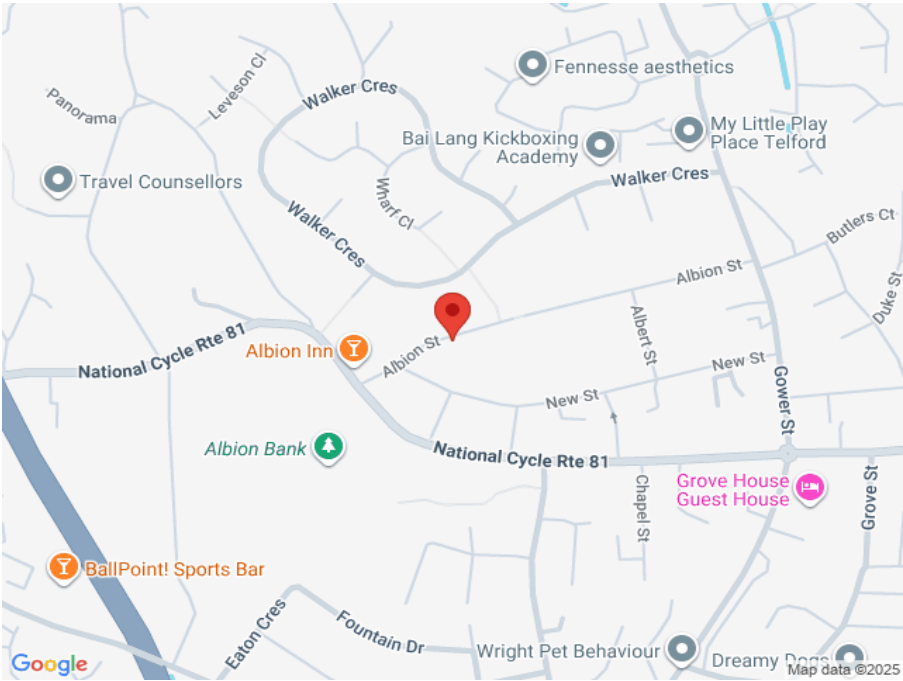 Fennesse aesthetics
Leveson Cl
Walker Cres
Panorama
Bai Lang Kickboxing
Academy
My Little Play
Place Telford
Travel Counsellors
Walker Cres
Wharf Cl
Walker Cres
Butlers Ct
Albion St
Duke St
Albert St
National Cycle Rte 81
Albion Inn
Albion St
New St
New St
Gower St
Albion Bank
National Cycle Rte 81
Grove House
Guest House
Chapel St
Grove St
BallPoint! Sports Bar
Eaton Cres
Fountain Dr
Wright Pet Behaviour
Dreamy Dogs
Google
Map data ©2025